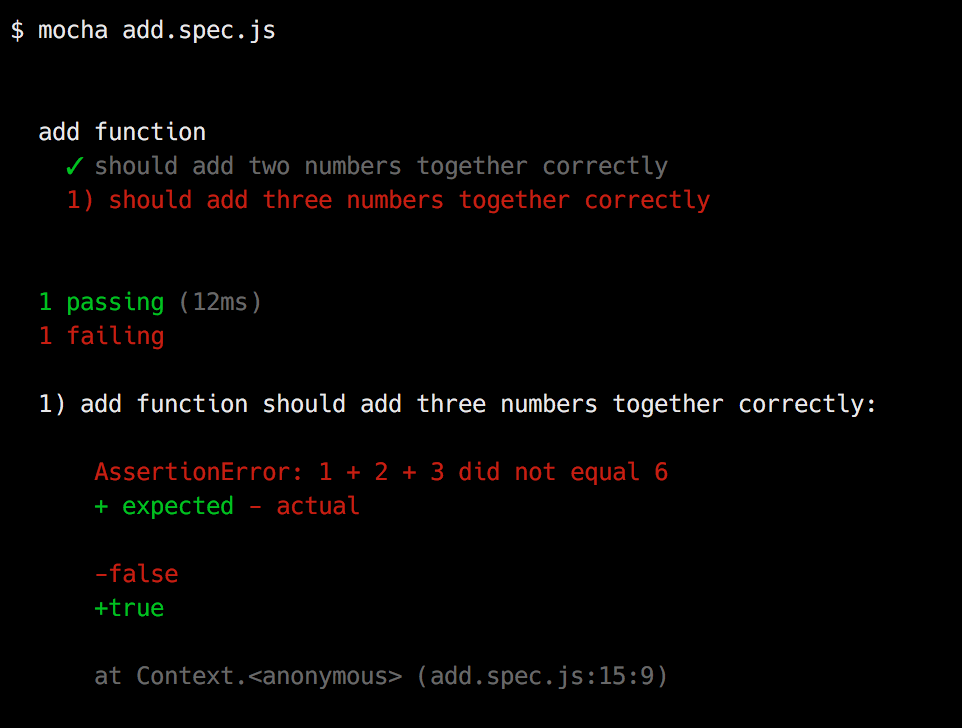 $ mocha add.spec.js
add function
✓ should add two numbers together correctly
1) should add three numbers together correctly
1 passing (12ms)
1 failing
1) add function should add three numbers together correctly:
AssertionError: 1 + 2 + 3 did not equal 6
+ expected - actual
-false
+true
at Context.<anonymous> (add.spec.js:15:9)